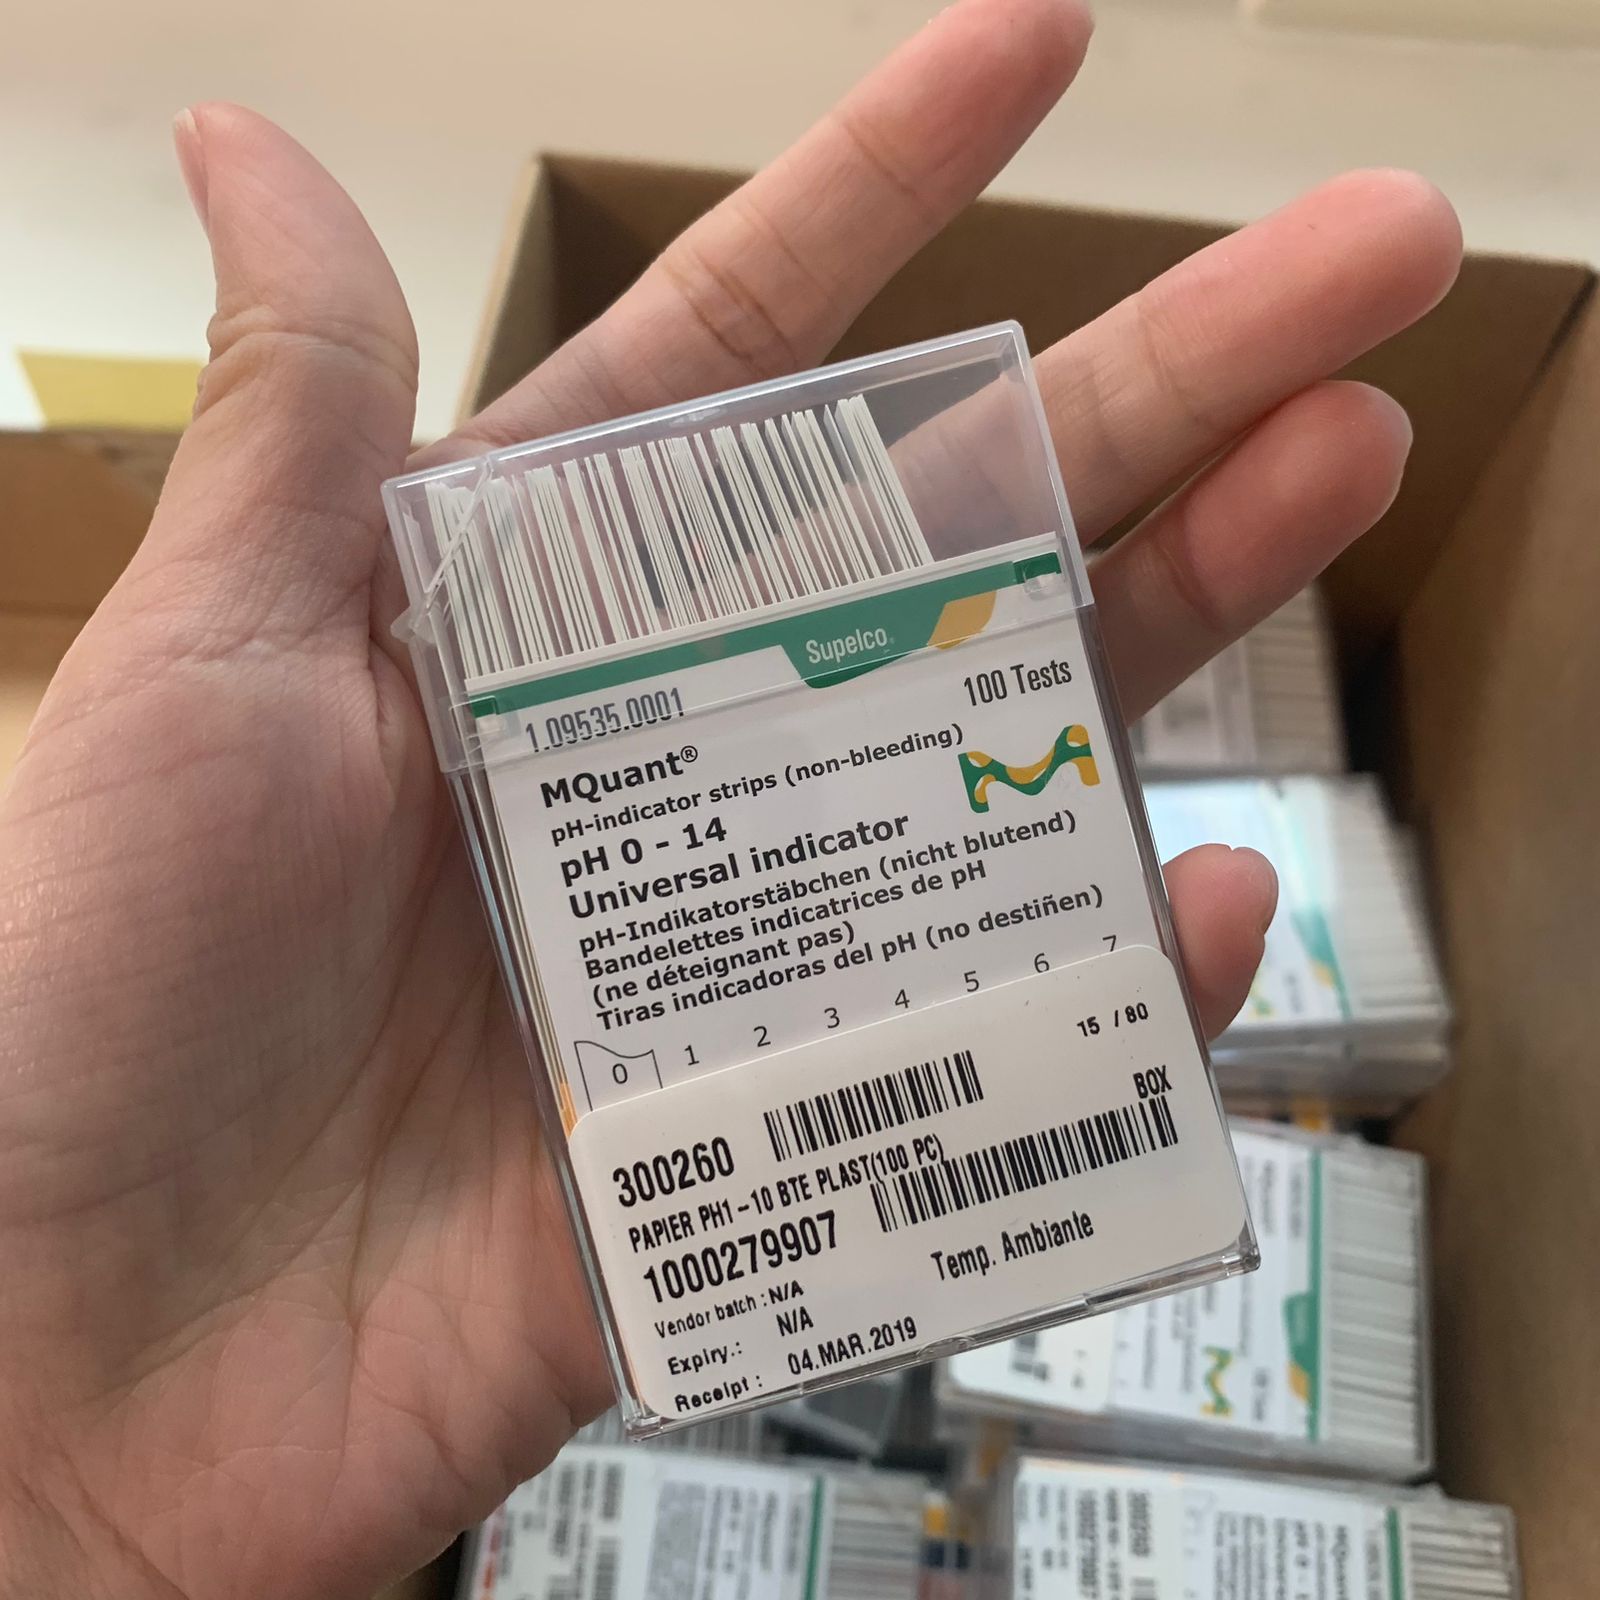 Supelco®
1.09535.0001
100 Tests
MQuant®
pH-indicator strips (non-bleeding)
pH 0 - 14
Universal indicator
pH-Indikatorstäbchen (nicht blutend)
Bandelettes indicatrices de pH
(ne déteignant pas)
Tiras indicadoras del pH (no destiñen)
0 1 2 3 4 5 6 7
15 / 80
300260
BOX
PAPIER PH1-10 BTE PLAST(100 PC)
1000279907
Temp. Ambiante
Vendor batch : N/A
Expiry.: N/A
Receipt : 04.MAR.2019